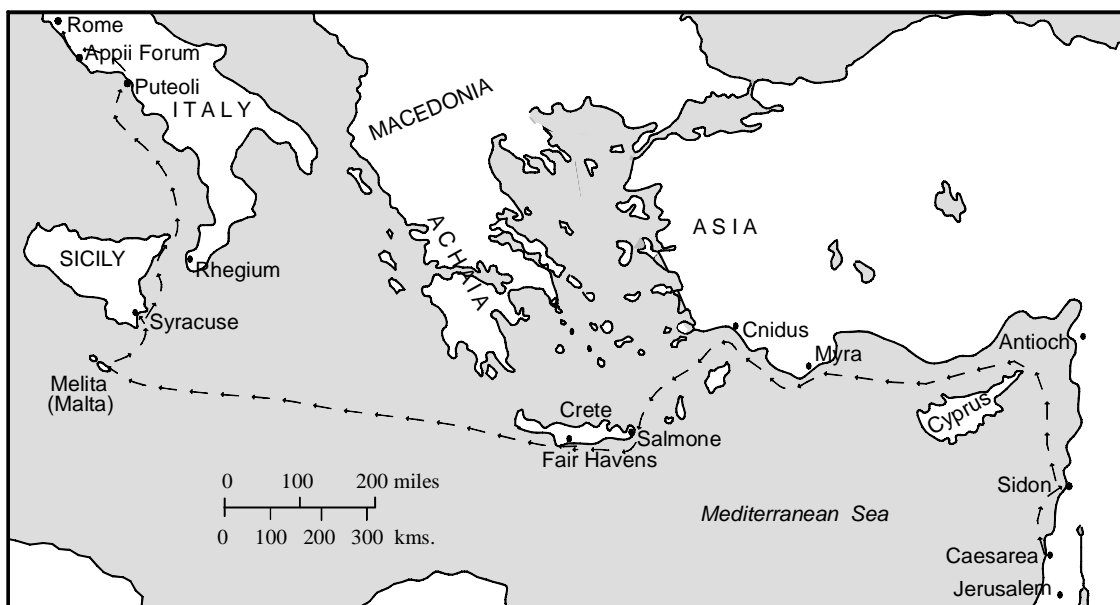 Rome
Appii Forum
Puteoli
ITALY
MACEDONIA
ACHAIA
ASIA
SICILY
Rhegium
Syracuse
Cnidus
Antioch
Myra
Melita
(Malta)
Crete
Cyprus
Salmone
Fair Havens
Sidon
0 100 200 miles
0 100 200 300 kms.
Mediterranean Sea
Caesarea
Jerusalem